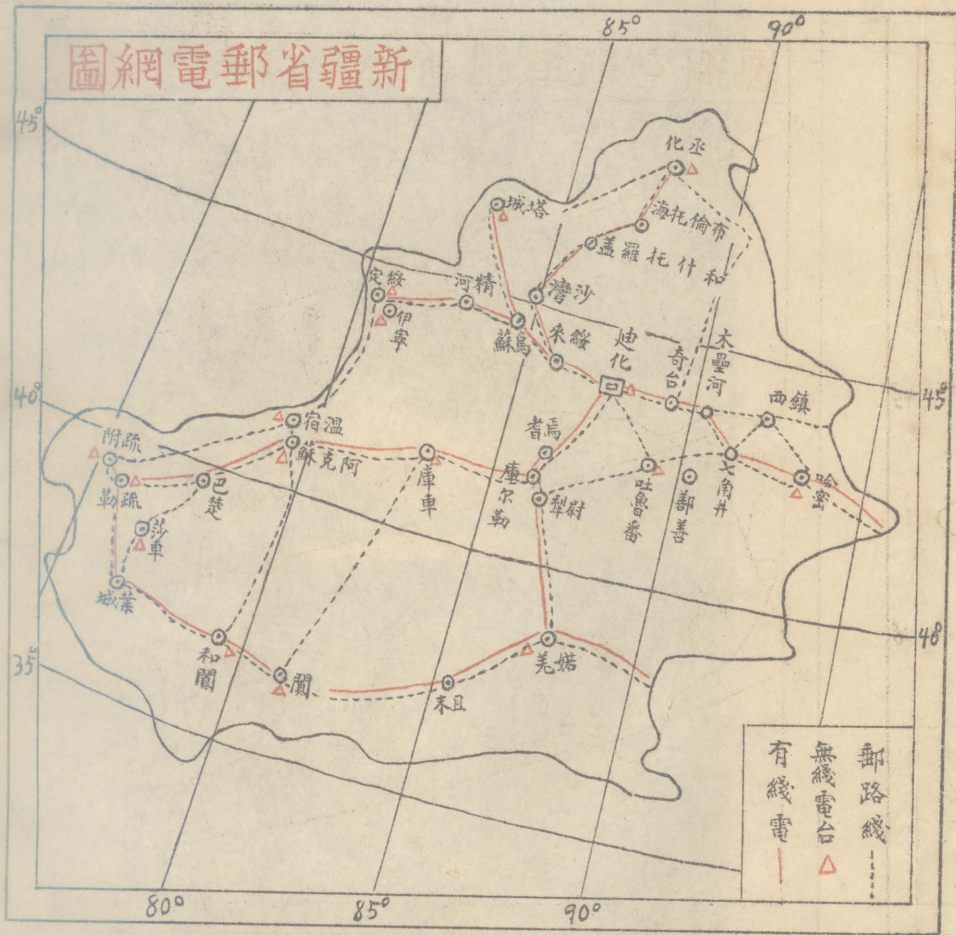 新疆省郵電網圖
85°
90°
45°
40°
35°
45°
40°
80°
85°
90°
承化
塔城
布倫托海
和什托羅蓋
沙灣
綏定
伊寧
精河
烏蘇
綏來
迪化
奇台
木壘河
鎮西
哈密
七角井
鄯善
吐魯番
焉耆
庫尔勒
尉犁
庫車
溫宿
阿克蘇
疏附
疏勒
巴楚
莎車
葉城
和闐
闐
且末
婼羌
郵路綫
無綫電台
有綫電